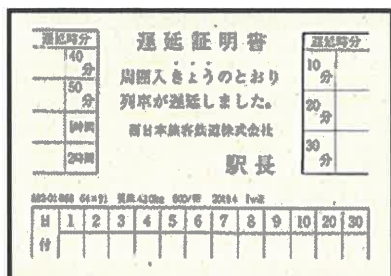 遅延証明書
周囲入きょうのとおり
列車が遅延しました。
西日本旅客鉄道株式会社
駅長
遅延時分
40分
50分
1時間
2時間
遅延時分
10分
20分
30分
日付 1 2 3 4 5 6 7 8 9 10 20 30